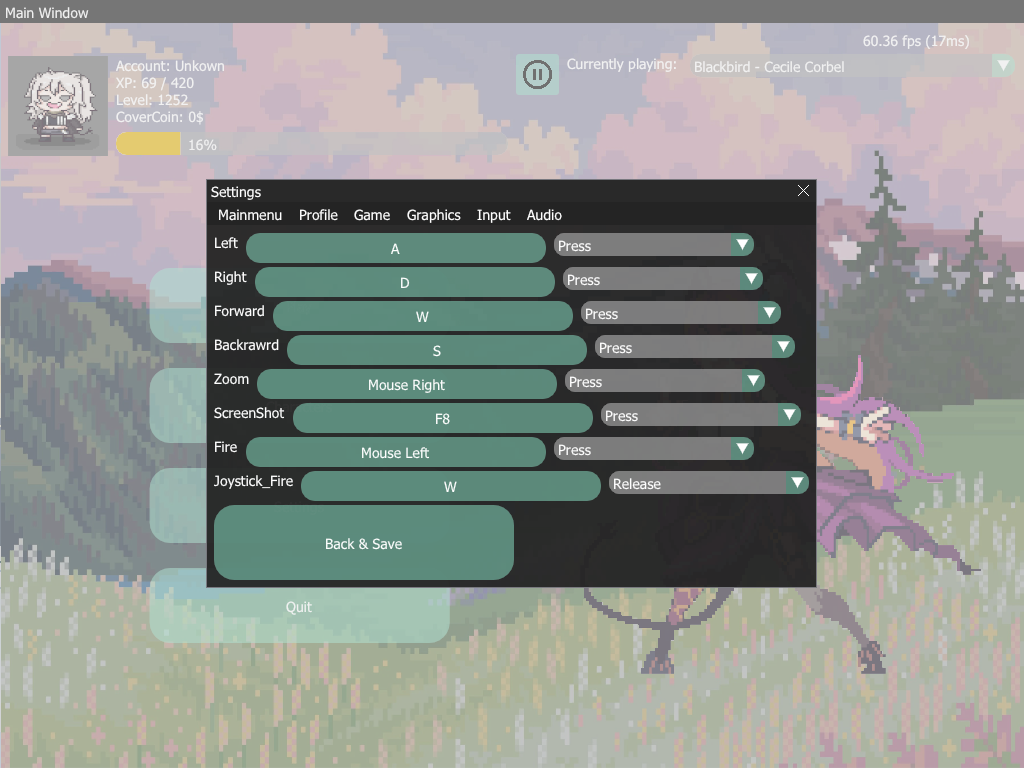 Main Window
60.36 fps (17ms)
Account: Unkown
XP: 69 / 420
Level: 1252
CoverCoin: 0$
16%
Currently playing: Blackbird - Cecile Corbel
Settings
Mainmenu Profile Game Graphics Input Audio
Left A Press
Right D Press
Forward W Press
Backrawrd S Press
Zoom Mouse Right Press
ScreenShot F8 Press
Fire Mouse Left Press
Joystick_Fire W Release
Back & Save
Quit